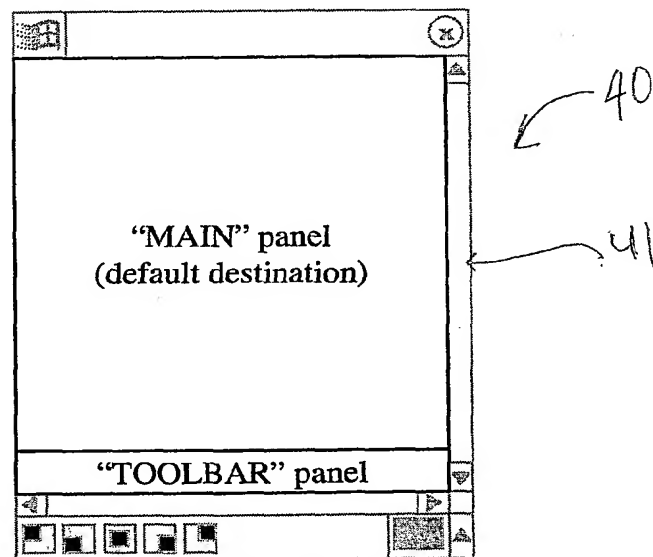 x
40
“MAIN” panel
(default destination)
41
“TOOLBAR” panel